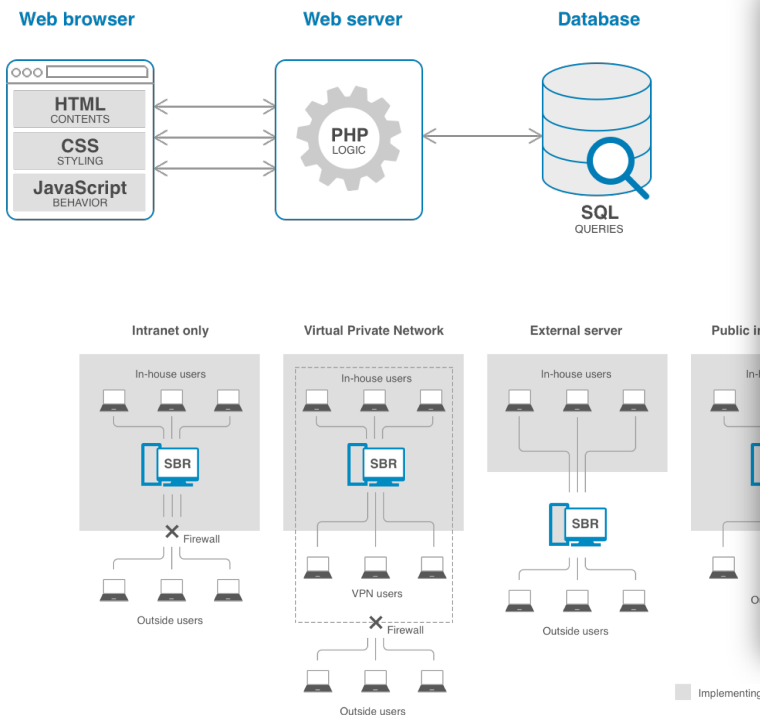 Web browser
Web server
Database
HTML
CONTENTS
CSS
STYLING
JavaScript
BEHAVIOR
PHP
LOGIC
SQL
QUERIES
Intranet only
Virtual Private Network
External server
Public
In-house users
In-house users
In-house users
SBR
SBR
SBR
Firewall
VPN users
Outside users
Outside users
Firewall
Outside users
Implementing